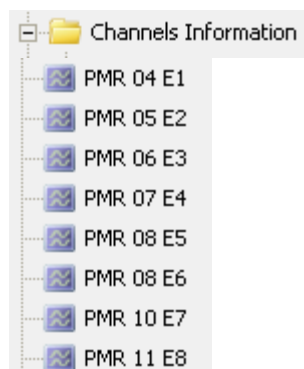 Channels Information
PMR 04 E1
PMR 05 E2
PMR 06 E3
PMR 07 E4
PMR 08 E5
PMR 08 E6
PMR 10 E7
PMR 11 E8